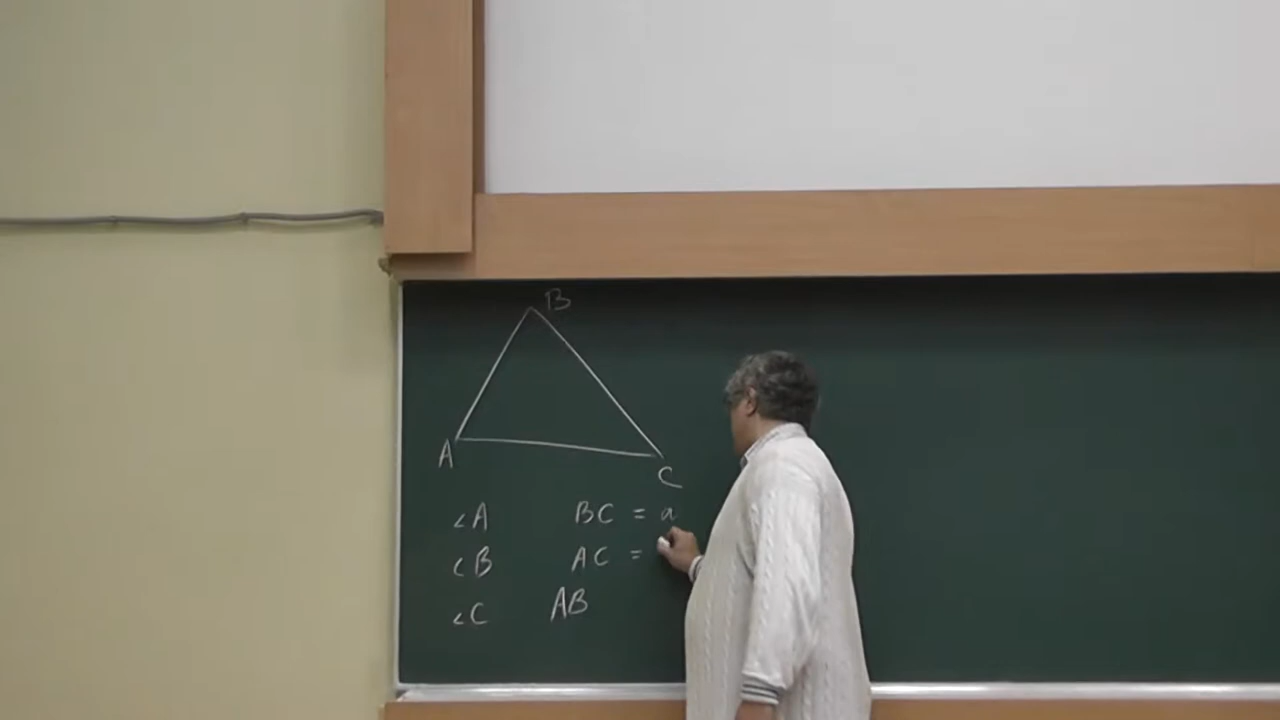 B
A
C
∠A BC = a
∠B AC =
∠C AB